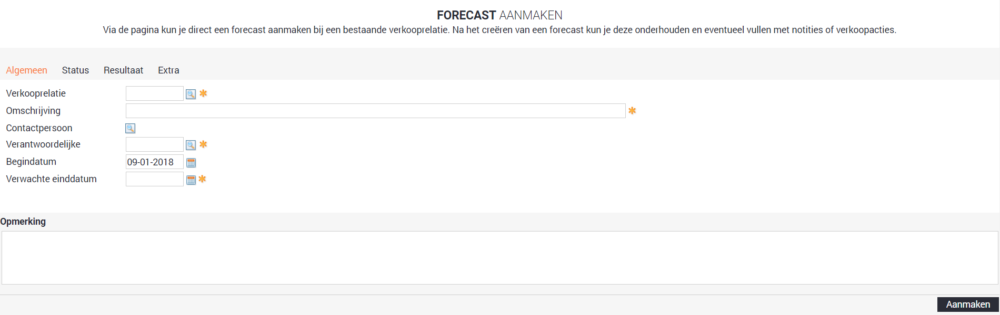 FORECAST AANMAKEN
Via de pagina kun je direct een forecast aanmaken bij een bestaande verkooprelatie. Na het creëren van een forecast kun je deze onderhouden en eventueel vullen met notities of verkoopacties.
Algemeen Status Resultaat Extra
Verkooprelatie
Omschrijving
Contactpersoon
Verantwoordelijke
Begindatum 09-01-2018
Verwachte einddatum
Opmerking
Aanmaken